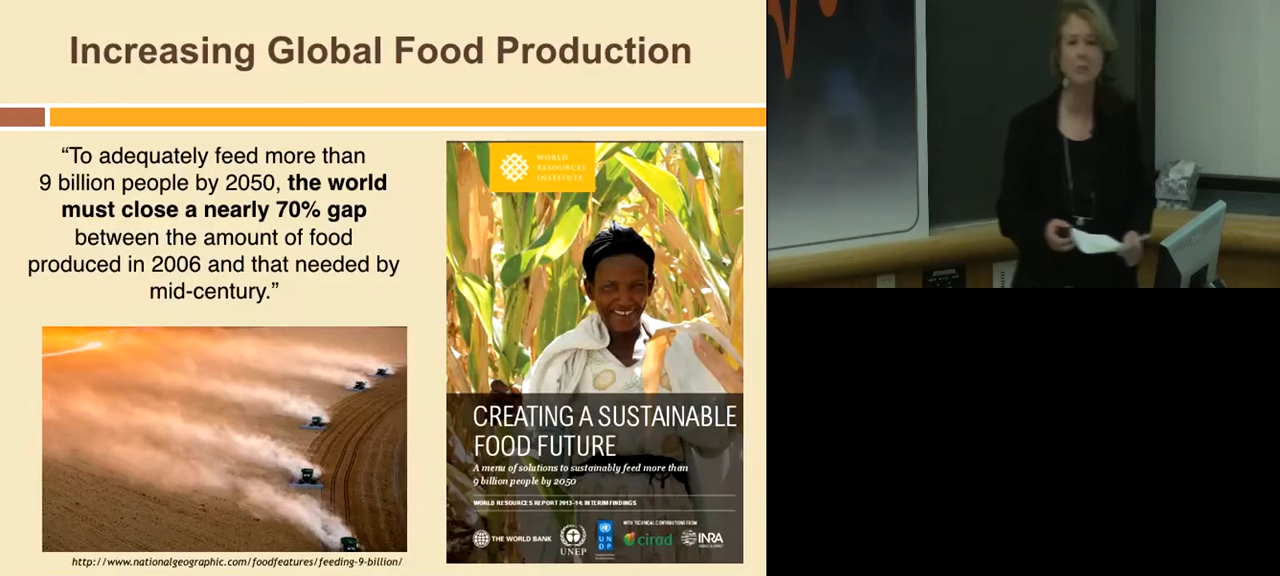 Increasing Global Food Production
“To adequately feed more than
9 billion people by 2050, the world
must close a nearly 70% gap
between the amount of food
produced in 2006 and that needed by
mid-century.”
http://www.nationalgeographic.com/foodfeatures/feeding-9-billion/
WORLD
RESOURCES
INSTITUTE
CREATING A SUSTAINABLE
FOOD FUTURE
A menu of solutions to sustainably feed more than
9 billion people by 2050
WORLD RESOURCES REPORT 2013–14: INTERIM FINDINGS
WITH TECHNICAL CONTRIBUTIONS FROM
THE WORLD BANK
UNEP
U N
D P
cirad
INRA